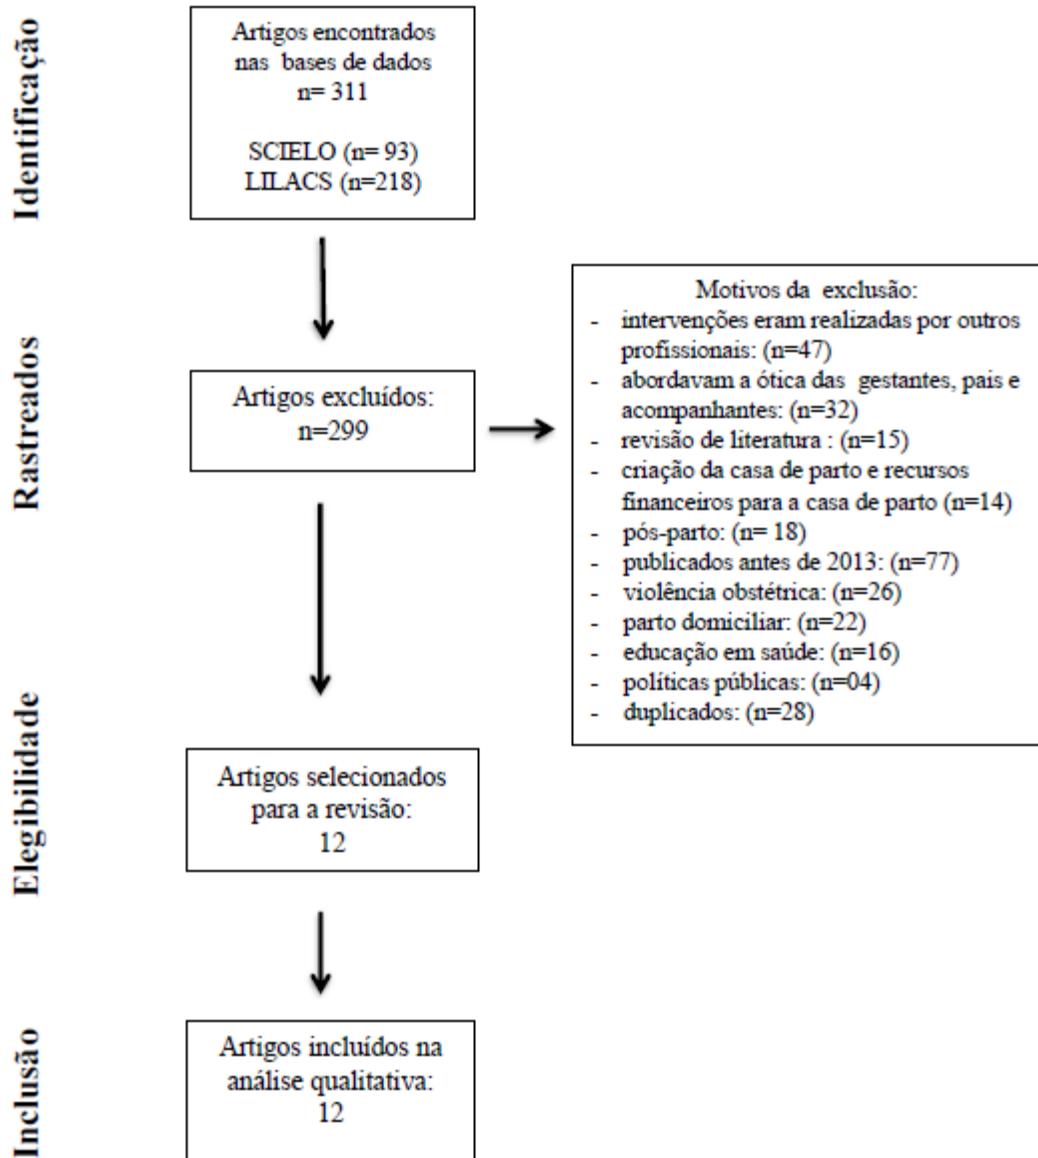 Identificação
Artigos encontrados
nas bases de dados
n= 311
SCIELO (n= 93)
LILACS (n=218)
Rastreados
Artigos excluídos:
n=299
Motivos da exclusão:
- intervenções eram realizadas por outros
profissionais: (n=47)
- abordavam a ótica das gestantes, pais e
acompanhantes: (n=32)
- revisão de literatura : (n=15)
- criação da casa de parto e recursos
financeiros para a casa de parto (n=14)
- pós-parto: (n= 18)
- publicados antes de 2013: (n=77)
- violência obstétrica: (n=26)
- parto domiciliar: (n=22)
- educação em saúde: (n=16)
- políticas públicas: (n=04)
- duplicados: (n=28)
Elegibilidade
Artigos selecionados
para a revisão:
12
Inclusão
Artigos incluídos na
análise qualitativa:
12